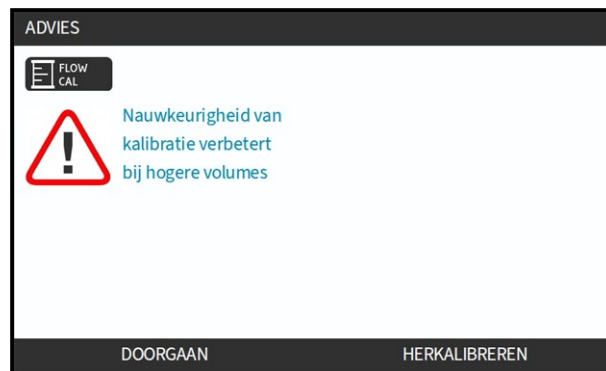 ADVIES
FLOW
CAL
Nauwkeurigheid van
kalibratie verbetert
bij hogere volumes
DOORGAAN HERKALIBREREN